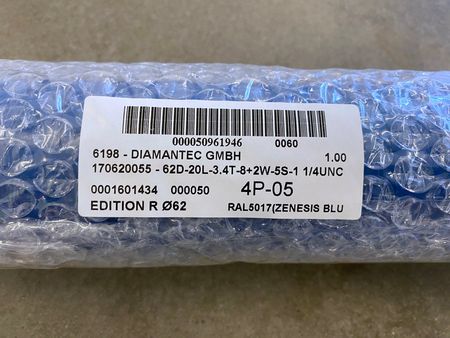 000050961946 0060
6198 - DIAMANTEC GMBH 1.00
170620055 - 62D-20L-3.4T-8+2W-5S-1 1/4UNC
0001601434 000050 4P-05
EDITION R Ø62 RAL5017(ZENESIS BLU